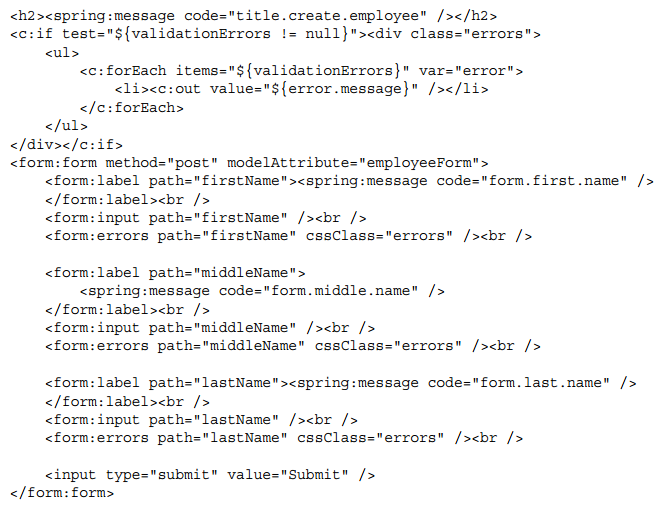 <h2><spring:message code="title.create.employee" /></h2>
<c:if test="${validationErrors != null}"><div class="errors">
    <ul>
        <c:forEach items="${validationErrors}" var="error">
            <li><c:out value="${error.message}" /></li>
        </c:forEach>
    </ul>
</div></c:if>
<form:form method="post" modelAttribute="employeeForm">
    <form:label path="firstName"><spring:message code="form.first.name" />
    </form:label><br />
    <form:input path="firstName" /><br />
    <form:errors path="firstName" cssClass="errors" /><br />

    <form:label path="middleName">
        <spring:message code="form.middle.name" />
    </form:label><br />
    <form:input path="middleName" /><br />
    <form:errors path="middleName" cssClass="errors" /><br />

    <form:label path="lastName"><spring:message code="form.last.name" />
    </form:label><br />
    <form:input path="lastName" /><br />
    <form:errors path="lastName" cssClass="errors" /><br />

    <input type="submit" value="Submit" />
</form:form>